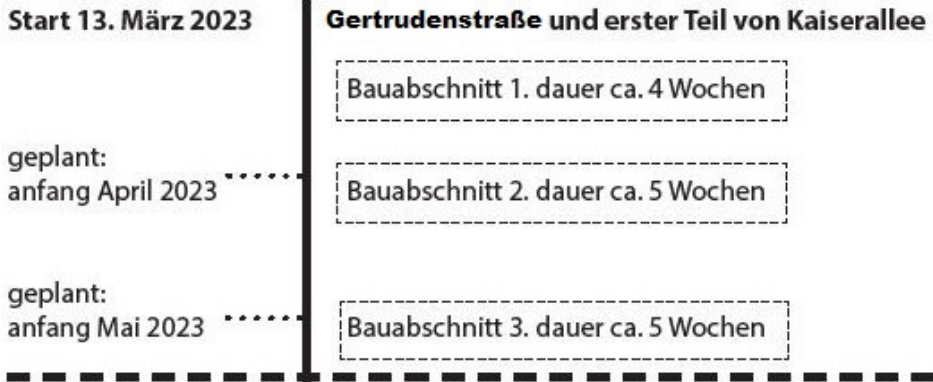 Start 13. März 2023
Gertrudenstraße und erster Teil von Kaiserallee
Bauabschnitt 1. dauer ca. 4 Wochen
geplant:
anfang April 2023
Bauabschnitt 2. dauer ca. 5 Wochen
geplant:
anfang Mai 2023
Bauabschnitt 3. dauer ca. 5 Wochen